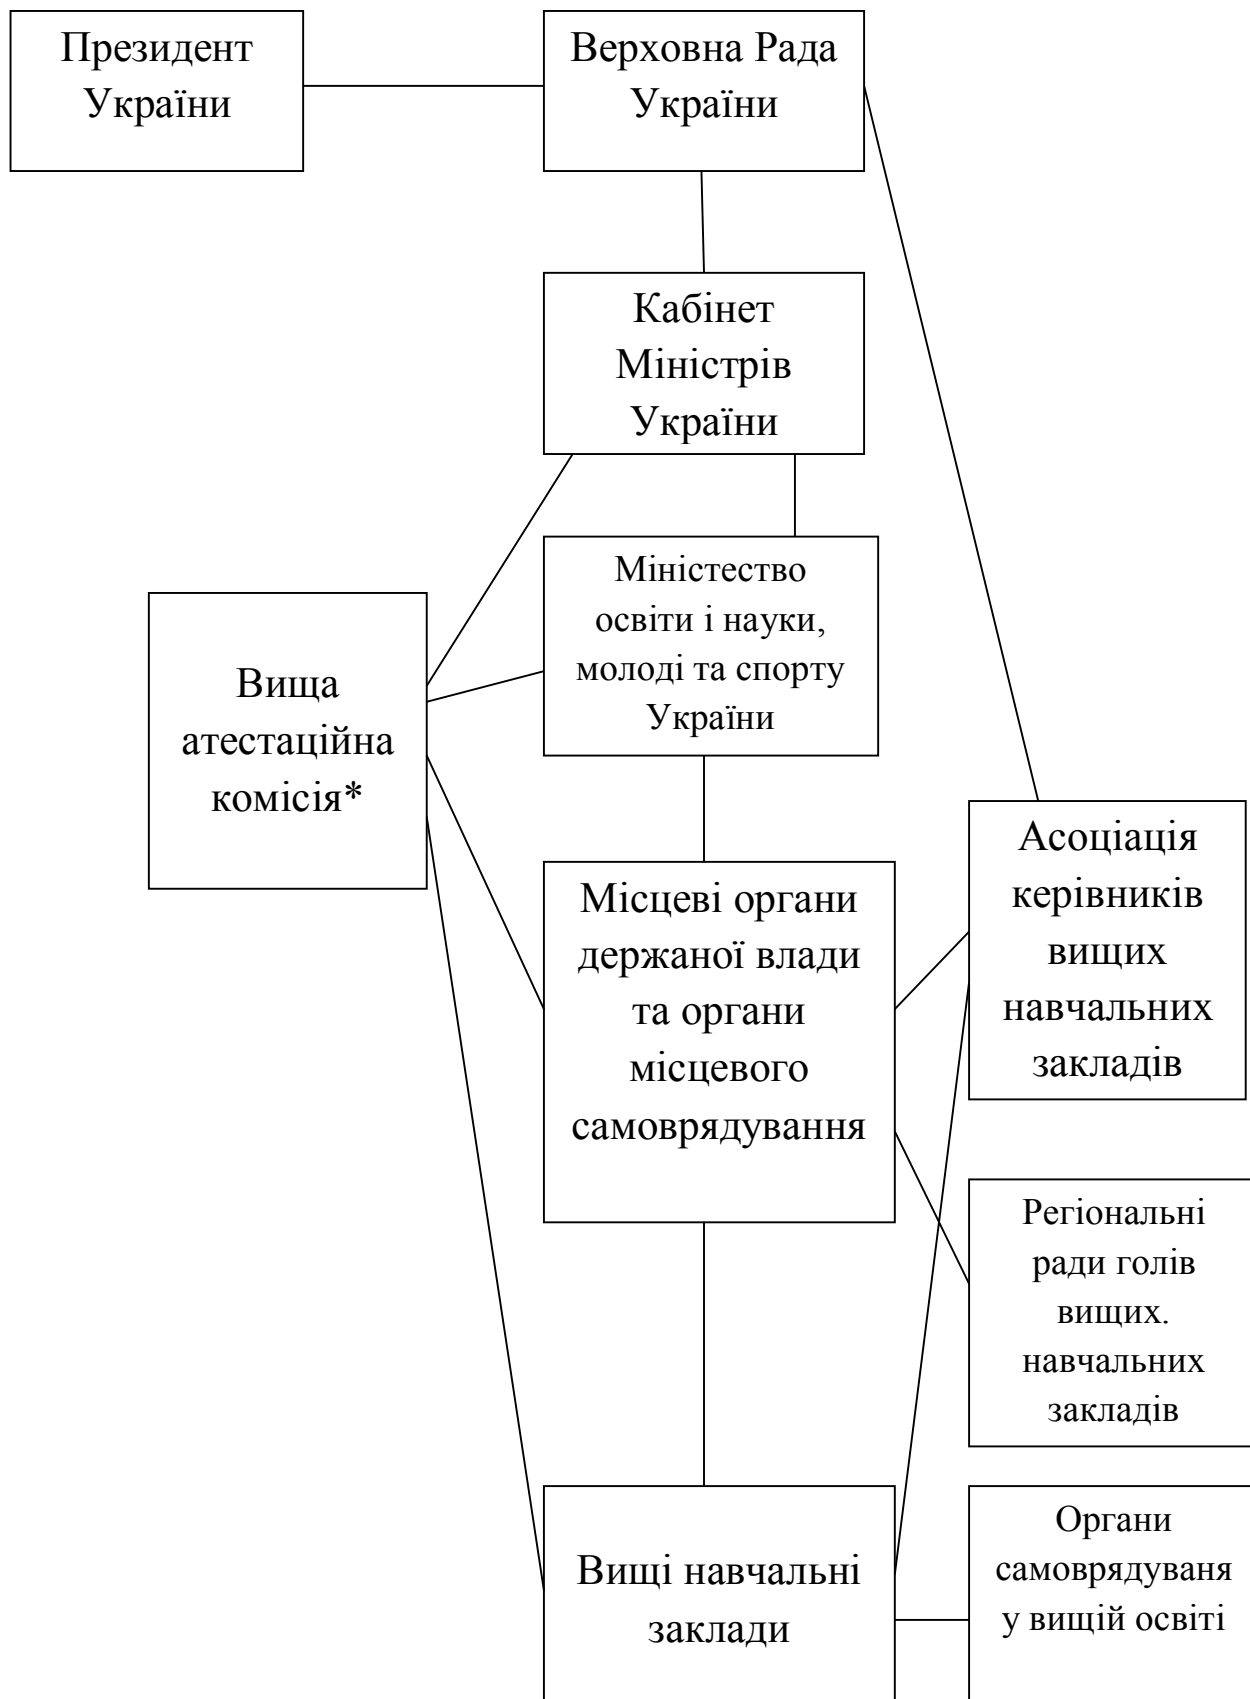 Президент
України
Верховна Рада
України
Кабінет
Міністрів
України
Міністество
освіти і науки,
молоді та спорту
України
Вища
атестаційна
комісія*
Місцеві органи
держаної влади
та органи
місцевого
самоврядування
Асоціація
керівників
вищих
навчальних
закладів
Регіональні
ради голів
вищих.
навчальних
закладів
Вищі навчальні
заклади
Органи
самоврядуваня
у вищій освіті